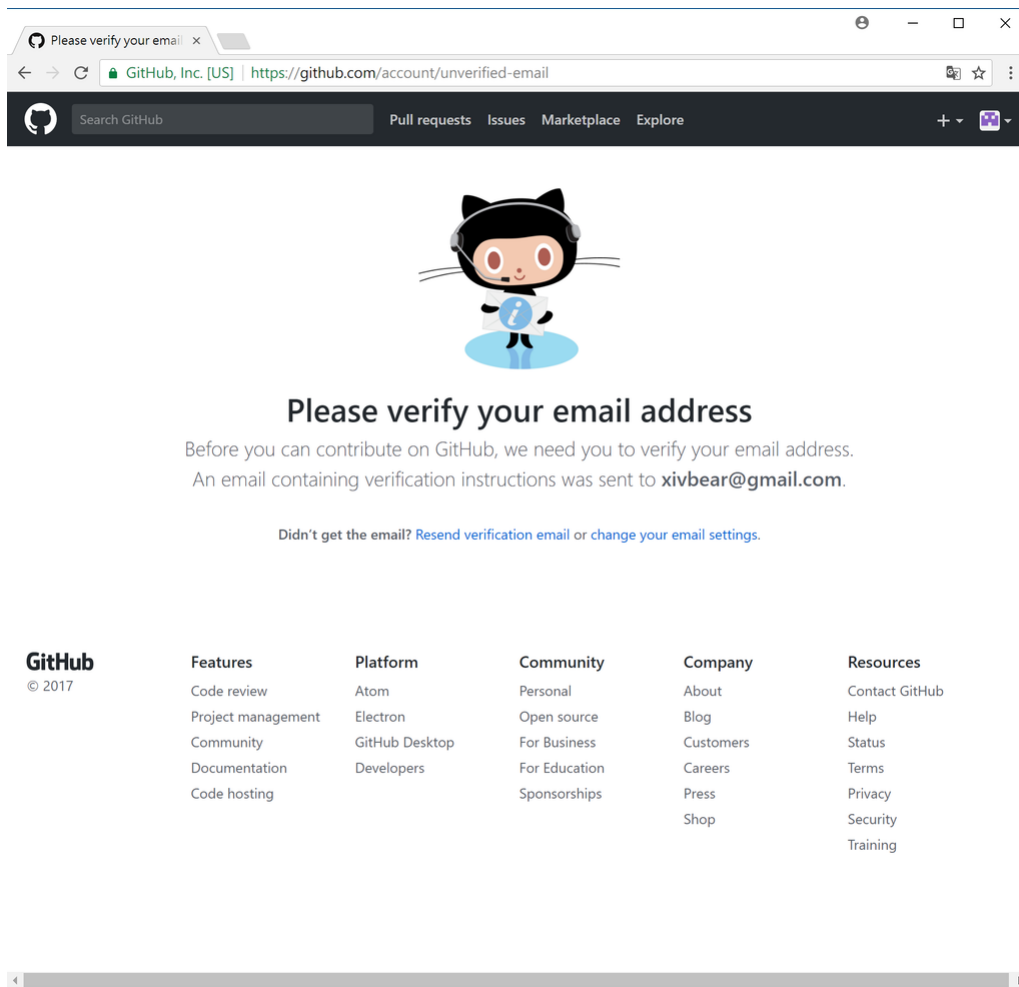 Please verify your email
GitHub, Inc. [US] https://github.com/account/unverified-email
Search GitHub Pull requests Issues Marketplace Explore
Please verify your email address
Before you can contribute on GitHub, we need you to verify your email address.
An email containing verification instructions was sent to xivbear@gmail.com.
Didn't get the email? Resend verification email or change your email settings.
GitHub
© 2017
Features
Code review
Project management
Community
Documentation
Code hosting
Platform
Atom
Electron
GitHub Desktop
Developers
Community
Personal
Open source
For Business
For Education
Sponsorships
Company
About
Blog
Customers
Careers
Press
Shop
Resources
Contact GitHub
Help
Status
Terms
Privacy
Security
Training